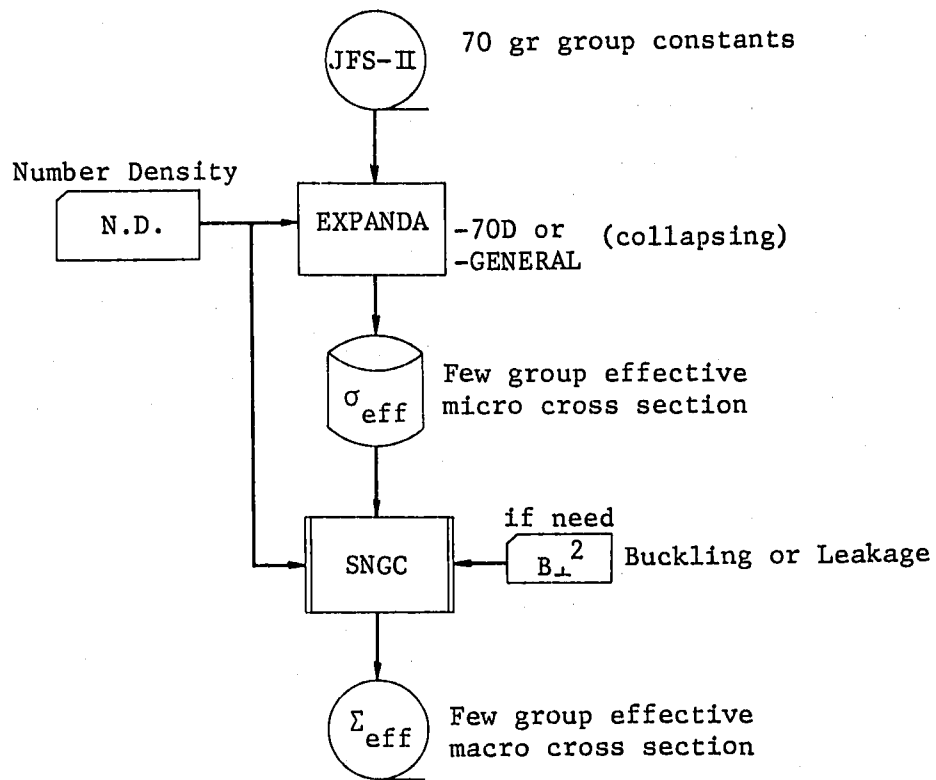 JFS-II
70 gr group constants
Number Density
N.D.
EXPANDA
-70D or
-GENERAL
(collapsing)
σeff
Few group effective
micro cross section
if need
B⊥²
Buckling or Leakage
SNGC
Σeff
Few group effective
macro cross section